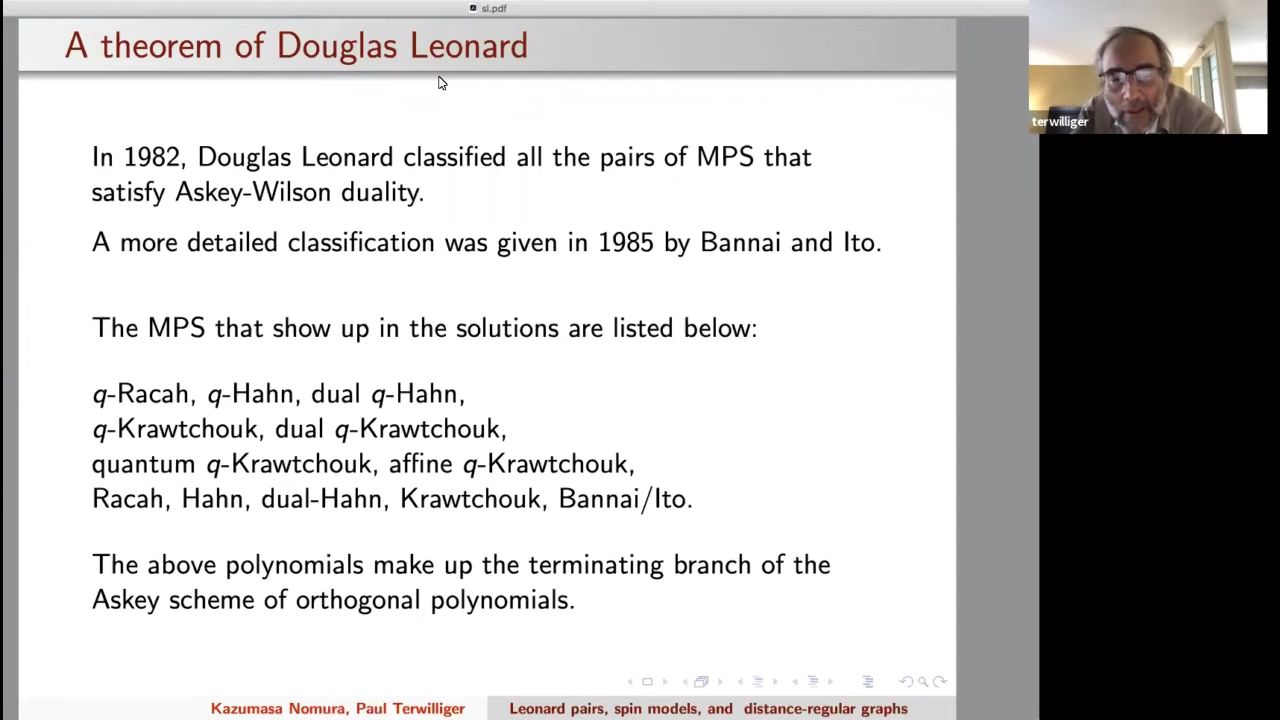 sl.pdf
A theorem of Douglas Leonard
terwilliger
In 1982, Douglas Leonard classified all the pairs of MPS that
satisfy Askey-Wilson duality.
A more detailed classification was given in 1985 by Bannai and Ito.
The MPS that show up in the solutions are listed below:
q-Racah, q-Hahn, dual q-Hahn,
q-Krawtchouk, dual q-Krawtchouk,
quantum q-Krawtchouk, affine q-Krawtchouk,
Racah, Hahn, dual-Hahn, Krawtchouk, Bannai/Ito.
The above polynomials make up the terminating branch of the
Askey scheme of orthogonal polynomials.
Kazumasa Nomura, Paul Terwilliger
Leonard pairs, spin models, and distance-regular graphs